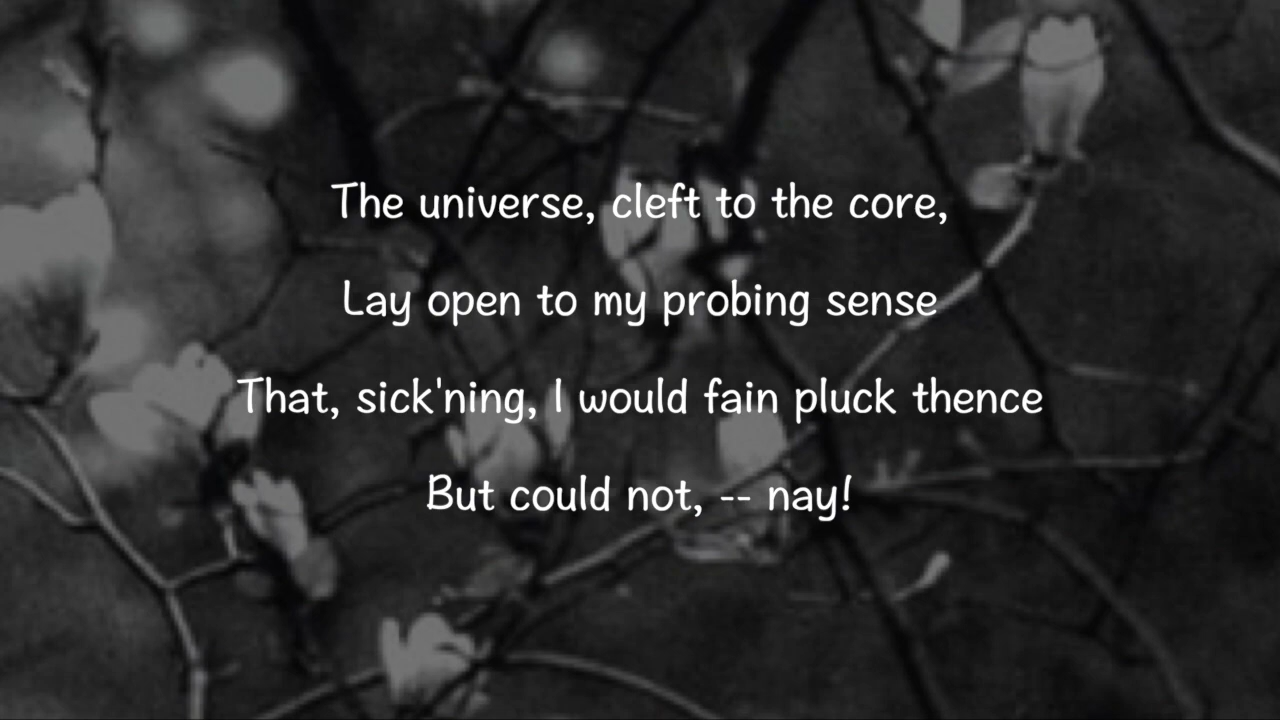 The universe, cleft to the core,
Lay open to my probing sense
That, sick'ning, I would fain pluck thence
But could not, -- nay!